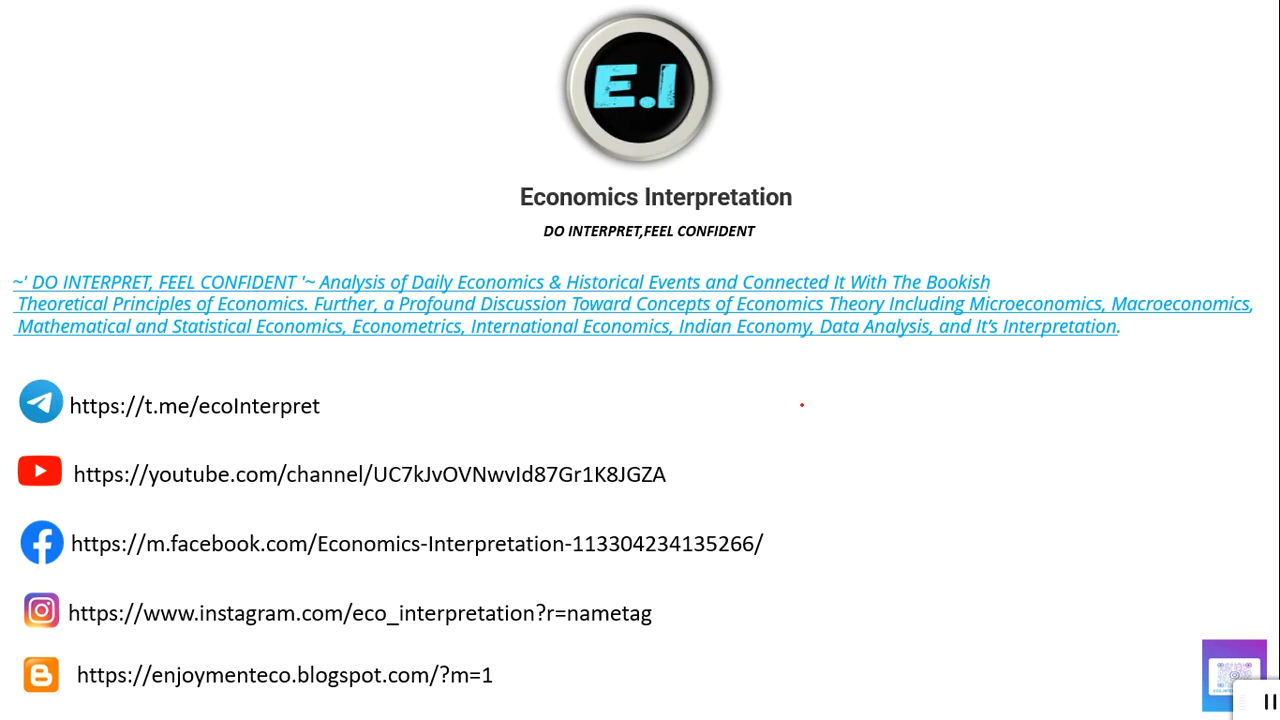 E.I
Economics Interpretation
DO INTERPRET,FEEL CONFIDENT
~' DO INTERPRET, FEEL CONFIDENT '~ Analysis of Daily Economics & Historical Events and Connected It With The Bookish
Theoretical Principles of Economics. Further, a Profound Discussion Toward Concepts of Economics Theory Including Microeconomics, Macroeconomics,
Mathematical and Statistical Economics, Econometrics, International Economics, Indian Economy, Data Analysis, and It’s Interpretation.
https://t.me/ecoInterpret
https://youtube.com/channel/UC7kJvOVNwvId87Gr1K8JGZA
https://m.facebook.com/Economics-Interpretation-113304234135266/
https://www.instagram.com/eco_interpretation?r=nametag
https://enjoymenteco.blogspot.com/?m=1